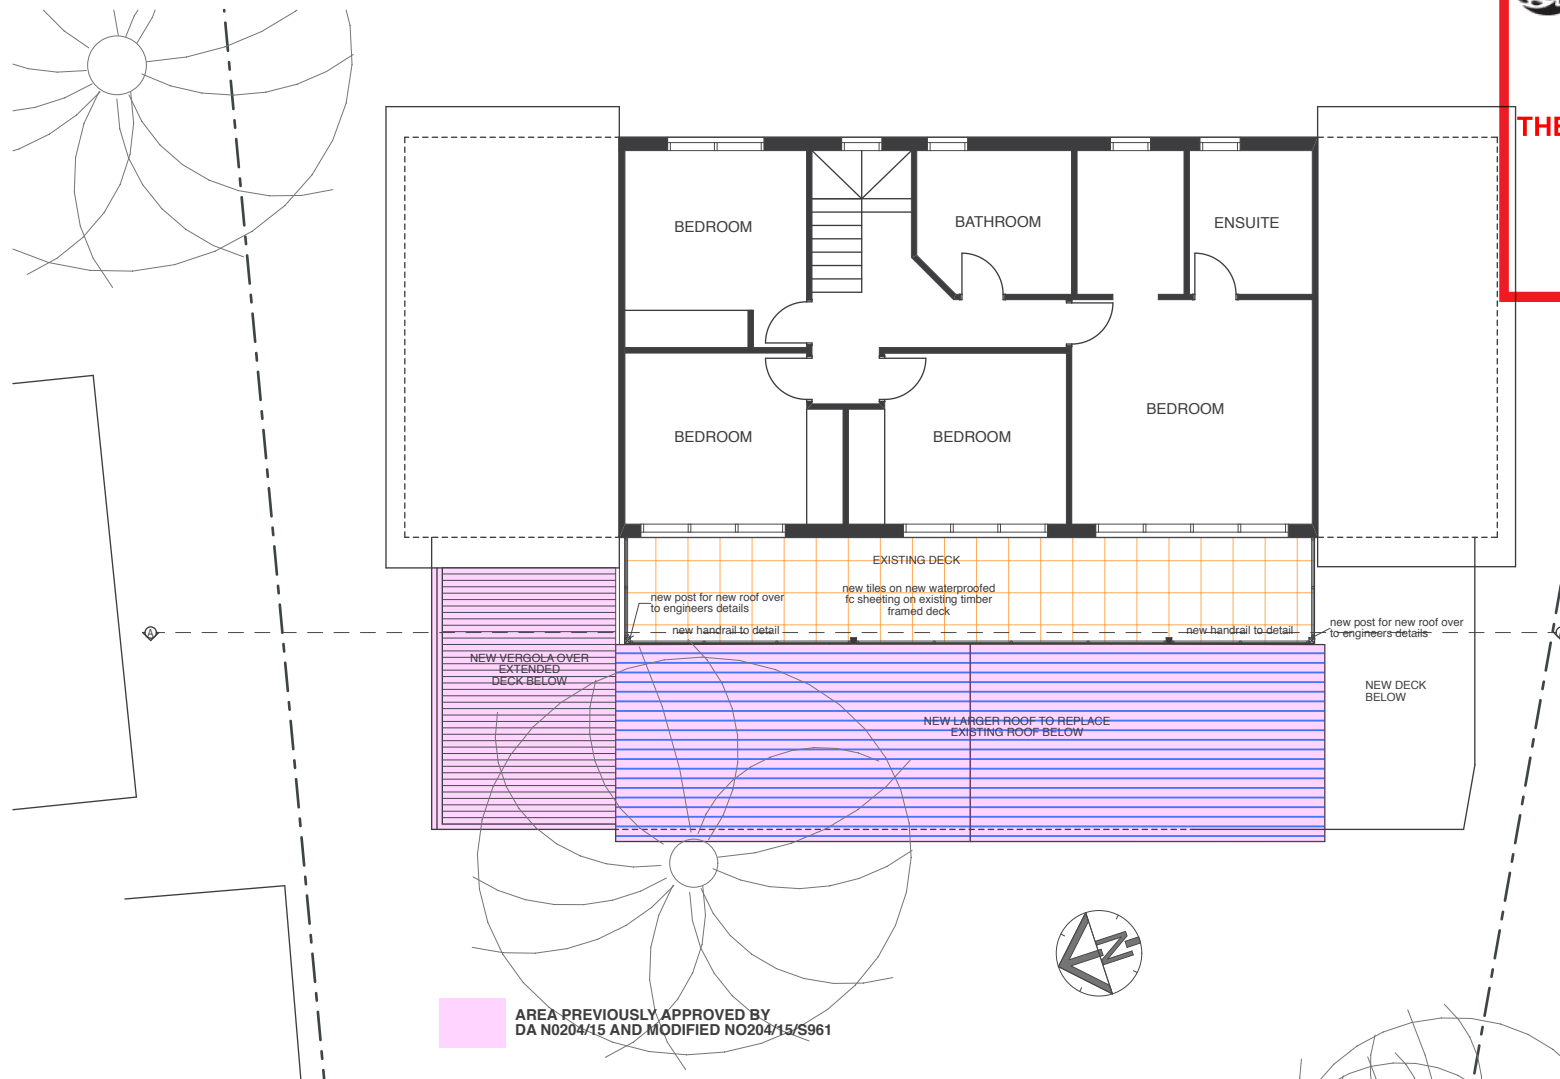 THE
BEDROOM
BATHROOM
ENSUITE
BEDROOM
BEDROOM
BEDROOM
EXISTING DECK
new tiles on new waterproofed
fc sheeting on existing timber
framed deck
new post for new roof over
to engineers details
new handrail to detail
new handrail to detail
new post for new roof over
to engineers details
A
NEW VERGOLA OVER
EXTENDED
DECK BELOW
NEW DECK
BELOW
NEW LARGER ROOF TO REPLACE
EXISTING ROOF BELOW
N
AREA PREVIOUSLY APPROVED BY
DA N0204/15 AND MODIFIED NO204/15/S961